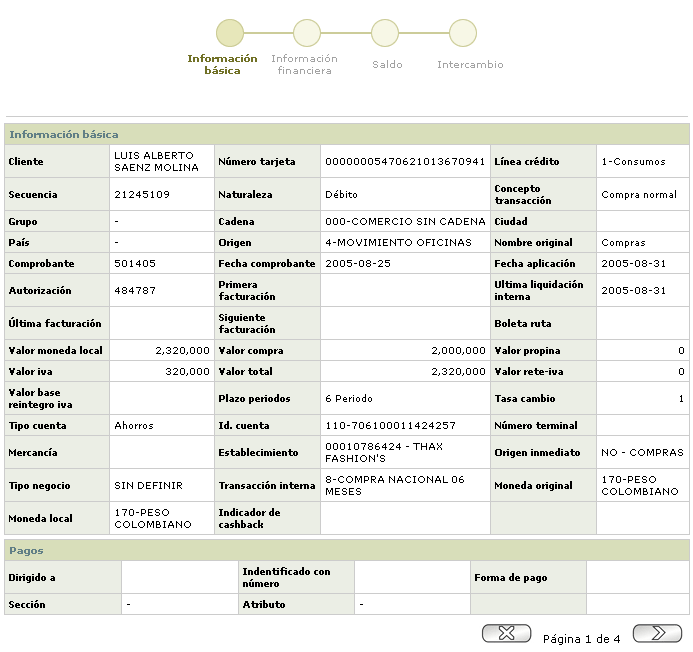 Información básica
Información financiera
Saldo
Intercambio
Información básica
Cliente LUIS ALBERTO SAENZ MOLINA Número tarjeta 00000005470621013670941 Línea crédito 1-Consumos
Secuencia 21245109 Naturaleza Débito Concepto transacción Compra normal
Grupo - Cadena 000-COMERCIO SIN CADENA Ciudad
País - Origen 4-MOVIMIENTO OFICINAS Nombre original Compras
Comprobante 501405 Fecha comprobante 2005-08-25 Fecha aplicación 2005-08-31
Autorización 484787 Primera facturación Ultima liquidación interna 2005-08-31
Última facturación Siguiente facturación Boleta ruta
Valor moneda local 2,320,000 Valor compra 2,000,000 Valor propina 0
Valor iva 320,000 Valor total 2,320,000 Valor rete-iva 0
Valor base reintegro iva Plazo periodos 6 Periodo Tasa cambio 1
Tipo cuenta Ahorros Id. cuenta 110-706100011424257 Número terminal
Mercancía Establecimiento 00010786424 - THAX FASHION'S Origen inmediato NO - COMPRAS
Tipo negocio SIN DEFINIR Transacción interna 8-COMPRA NACIONAL 06 MESES Moneda original 170-PESO COLOMBIANO
Moneda local 170-PESO COLOMBIANO Indicador de cashback
Pagos
Dirigido a Indentificado con número Forma de pago
Sección - Atributo -
Página 1 de 4